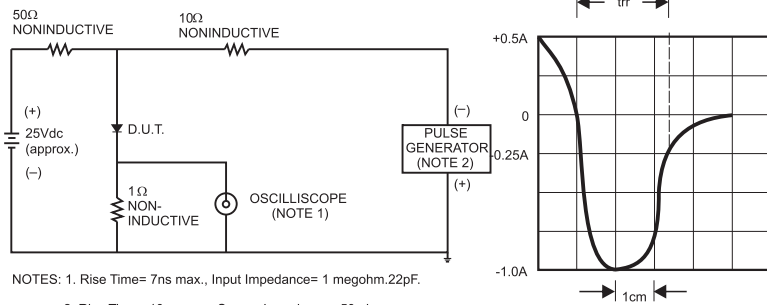 50Ω
NONINDUCTIVE
10Ω
NONINDUCTIVE
(+)
25Vdc
(approx.)
(–)
D.U.T.
1Ω
NON-
INDUCTIVE
OSCILLISCOPE
(NOTE 1)
(–)
PULSE
GENERATOR
(NOTE 2)
(+)
trr
+0.5A
0
-0.25A
-1.0A
1cm
NOTES: 1. Rise Time= 7ns max., Input Impedance= 1 megohm.22pF.